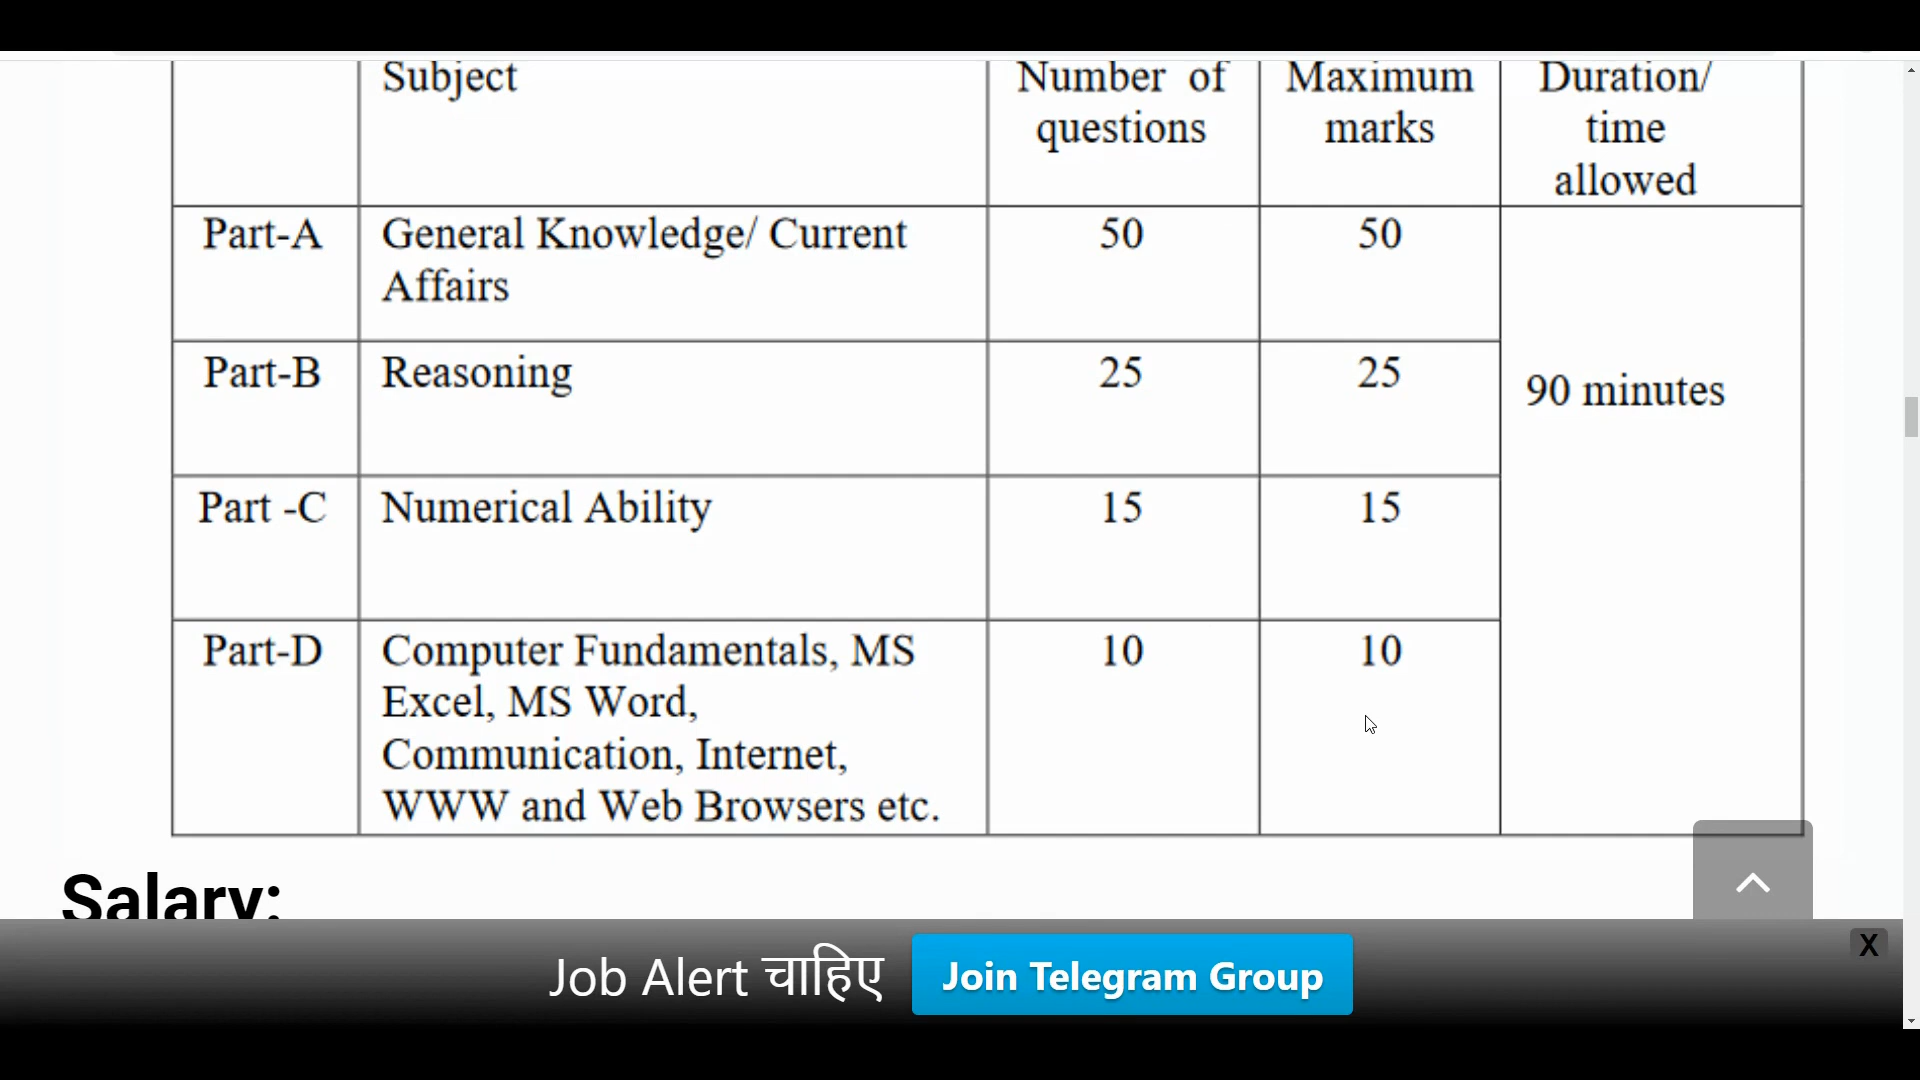 Subject Number of Maximum Duration/
questions marks time
allowed
Part-A General Knowledge/ Current 50 50
Affairs
Part-B Reasoning 25 25 90 minutes
Part -C Numerical Ability 15 15
Part-D Computer Fundamentals, MS 10 10
Excel, MS Word,
Communication, Internet,
WWW and Web Browsers etc.
Salary:
Job Alert चाहिए Join Telegram Group X